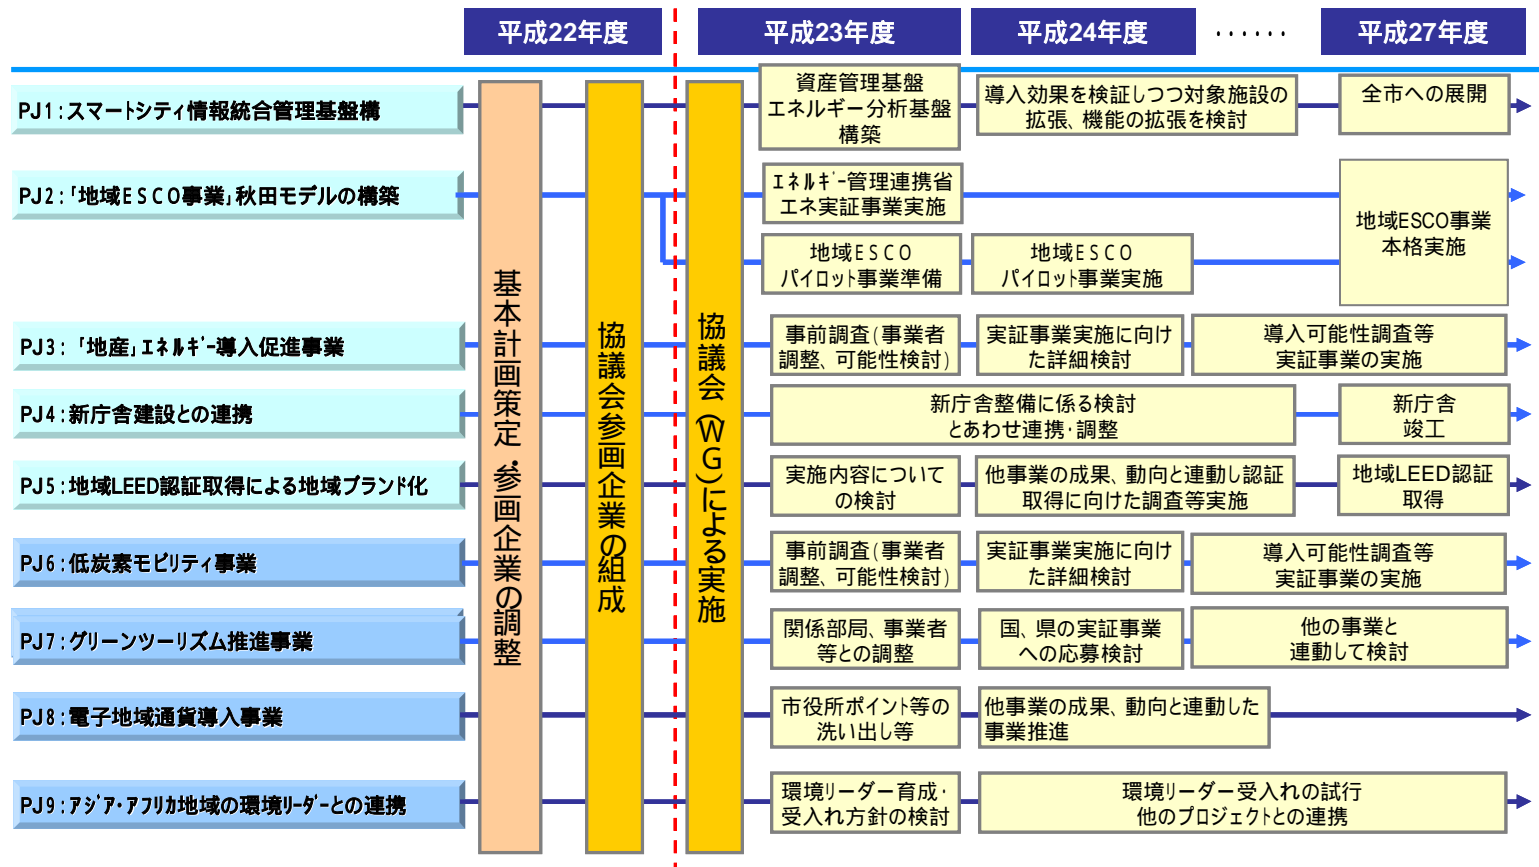 平成22年度
平成23年度
平成24年度
・・・・・・
平成27年度
基本計画策定・参画企業の調整
協議会参画企業の組成
協議会(WG)による実施
PJ1:スマートシティ情報統合管理基盤構
資産管理基盤
エネルギー分析基盤
構築
導入効果を検証しつつ対象施設の
拡張、機能の拡張を検討
全市への展開
PJ2:「地域ESCO事業」秋田モデルの構築
エネルギー管理連携省
エネ実証事業実施
地域ESCO
パイロット事業準備
地域ESCO
パイロット事業実施
地域ESCO事業
本格実施
PJ3:「地産」エネルギー導入促進事業
事前調査(事業者
調整、可能性検討)
実証事業実施に向け
た詳細検討
導入可能性調査等
実証事業の実施
PJ4:新庁舎建設との連携
新庁舎整備に係る検討
とあわせ連携・調整
新庁舎
竣工
PJ5:地域LEED認証取得による地域ブランド化
実施内容について
の検討
他事業の成果、動向と連動し認証
取得に向けた調査等実施
地域LEED認証
取得
PJ6:低炭素モビリティ事業
事前調査(事業者
調整、可能性検討)
実証事業実施に向け
た詳細検討
導入可能性調査等
実証事業の実施
PJ7:グリーンツーリズム推進事業
関係部局、事業者
等との調整
国、県の実証事業
への応募検討
他の事業と
連動して検討
PJ8:電子地域通貨導入事業
市役所ポイント等の
洗い出し等
他事業の成果、動向と連動した
事業推進
PJ9:アジア・アフリカ地域の環境リーダーとの連携
環境リーダー育成・
受入れ方針の検討
環境リーダー受入れの試行
他のプロジェクトとの連携